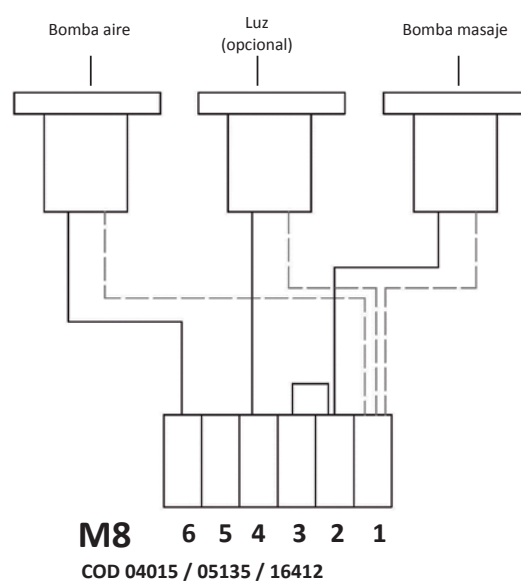 Bomba aire
Luz
(opcional)
Bomba masaje
M8 6 5 4 3 2 1
COD 04015 / 05135 / 16412